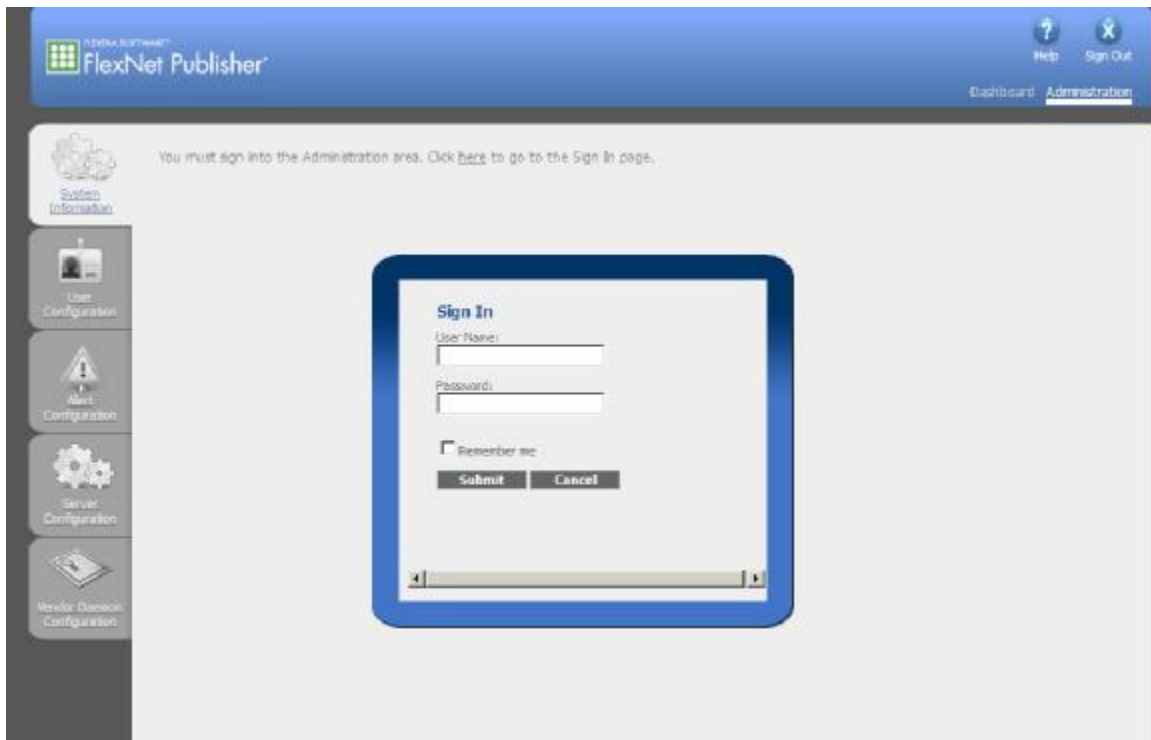 FLEXERA SOFTWARE™
FlexNet Publisher
Help
Sign Out
Dashboard Administration
You must sign into the Administration area. Click here to go to the Sign In page.
System
Information
User
Configuration
Alert
Configuration
Server
Configuration
Vendor Daemon
Configuration
Sign In
User Name:
Password:
Remember me
Submit Cancel